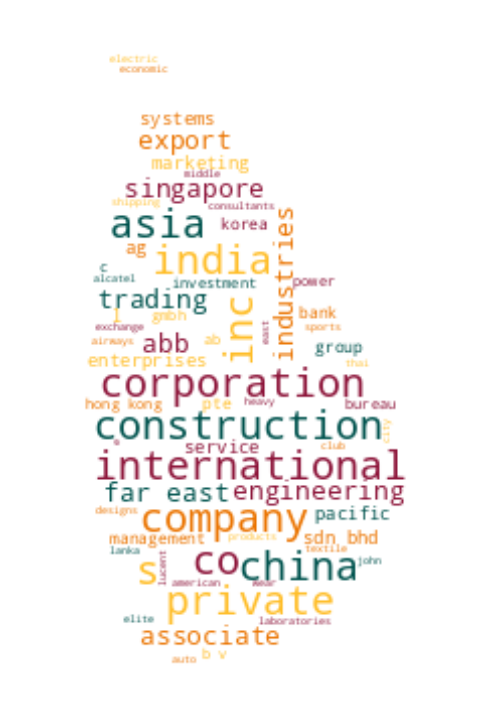 electric
economic
systems
export
marketing
middle
singapore
shipping
consultants
asia
korea
industries
ag
india
c
alcatel
investment
power
trading
inc
l
gmbh
bank
exchange
sports
east
airways
abb
ab
group
enterprises
thai
corporation
hong kong
pte
heavy
bureau
construction
city
e
service
club
international
far east
engineering
designs
company
pacific
management
products
sdn bhd
lanka
textile
s
lucent
co
china
john
american
wear
private
elite
laboratories
associate
b v
auto